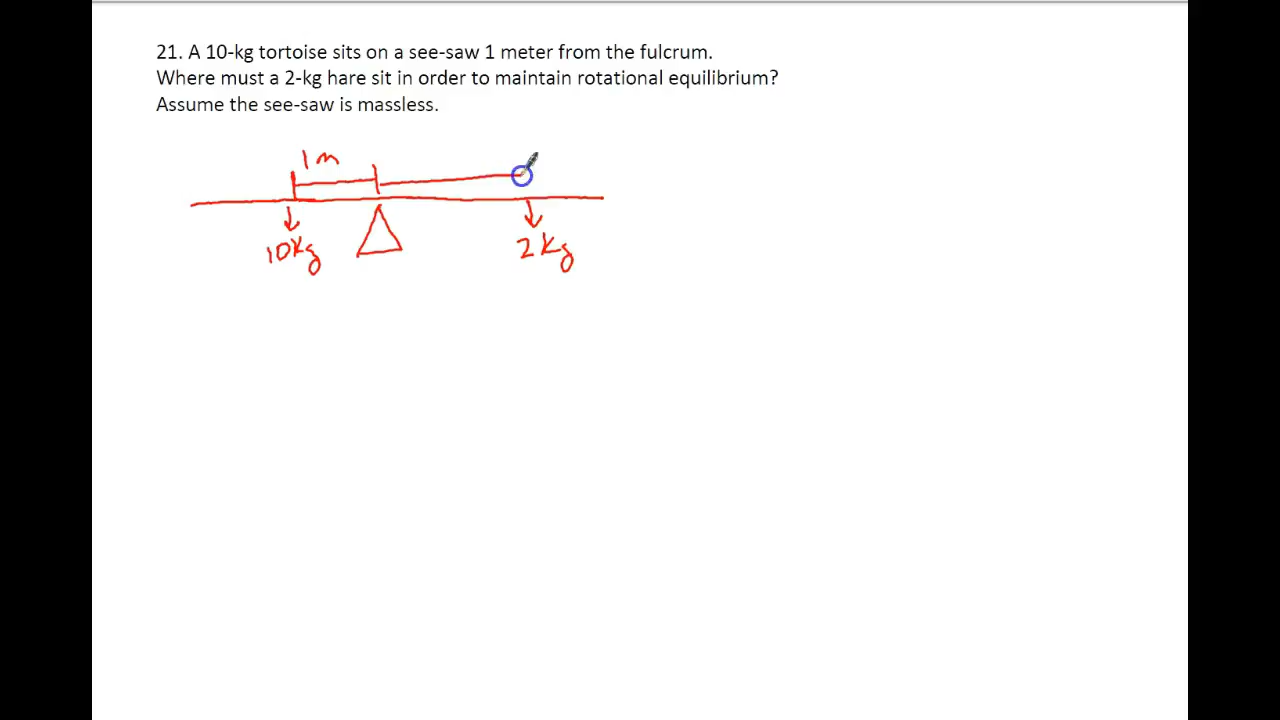 21. A 10-kg tortoise sits on a see-saw 1 meter from the fulcrum.
Where must a 2-kg hare sit in order to maintain rotational equilibrium?
Assume the see-saw is massless.
1 m
10kg
2 kg